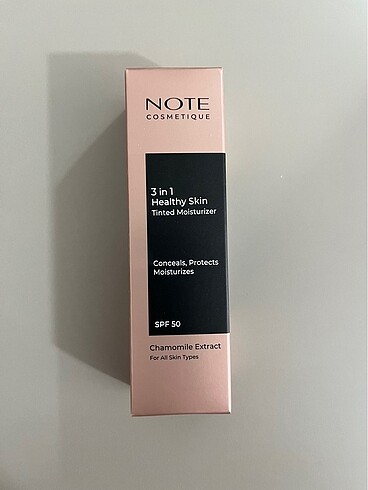 NOTE
COSMETIQUE
3 in 1
Healthy Skin
Tinted Moisturizer
Conceals, Protects
Moisturizes
SPF 50
Chamomile Extract
For All Skin Types